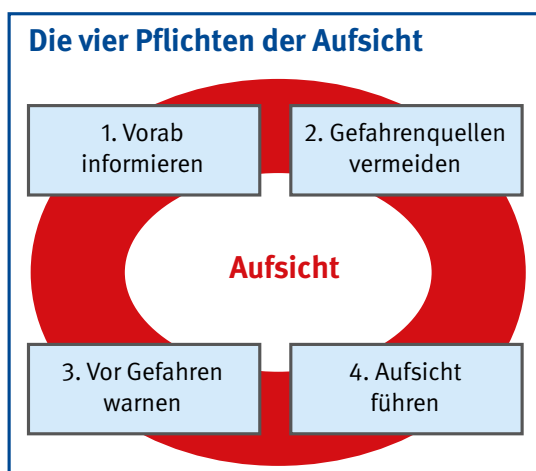 Die vier Pflichten der Aufsicht
1. Vorab
informieren
2. Gefahrenquellen
vermeiden
Aufsicht
3. Vor Gefahren
warnen
4. Aufsicht
führen